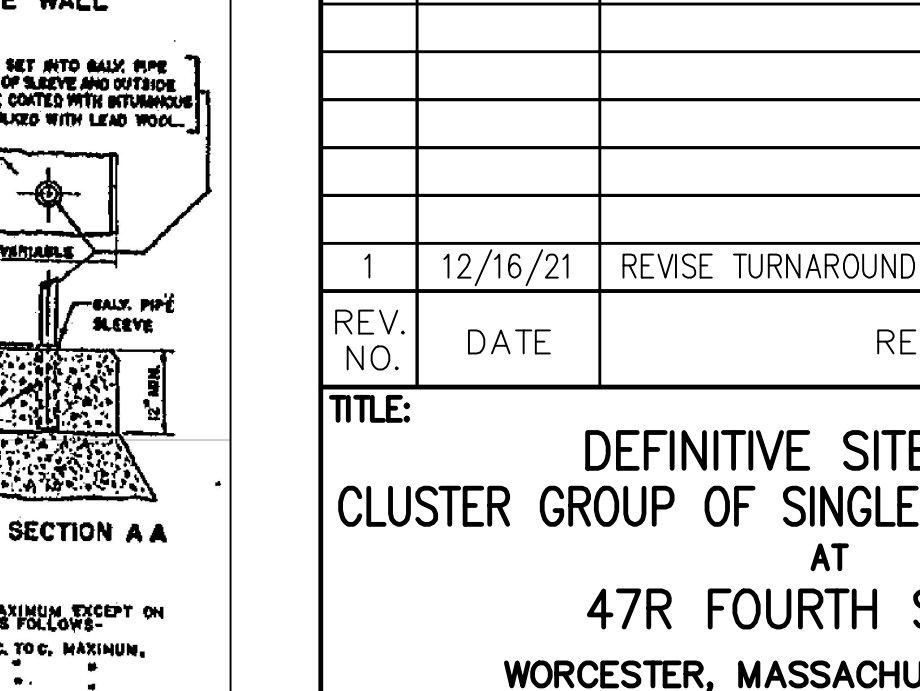 E WALL
SET INTO GALV. PIPE
OF SLEEVE AND OUTSIDE
COATED WITH BITUMINOUS
LKED WITH LEAD WOOL.
VARIABLE
GALV. PIPE
SLEEVE
12" MIN.
SECTION A A
AXIMUM EXCEPT ON
S FOLLOWS-
C. TO C. MAXIMUM.
" "
" "
1 12/16/21 REVISE TURNAROUND
REV. NO. DATE RE
TITLE:
DEFINITIVE SITE
CLUSTER GROUP OF SINGLE
AT
47R FOURTH S
WORCESTER, MASSACHU